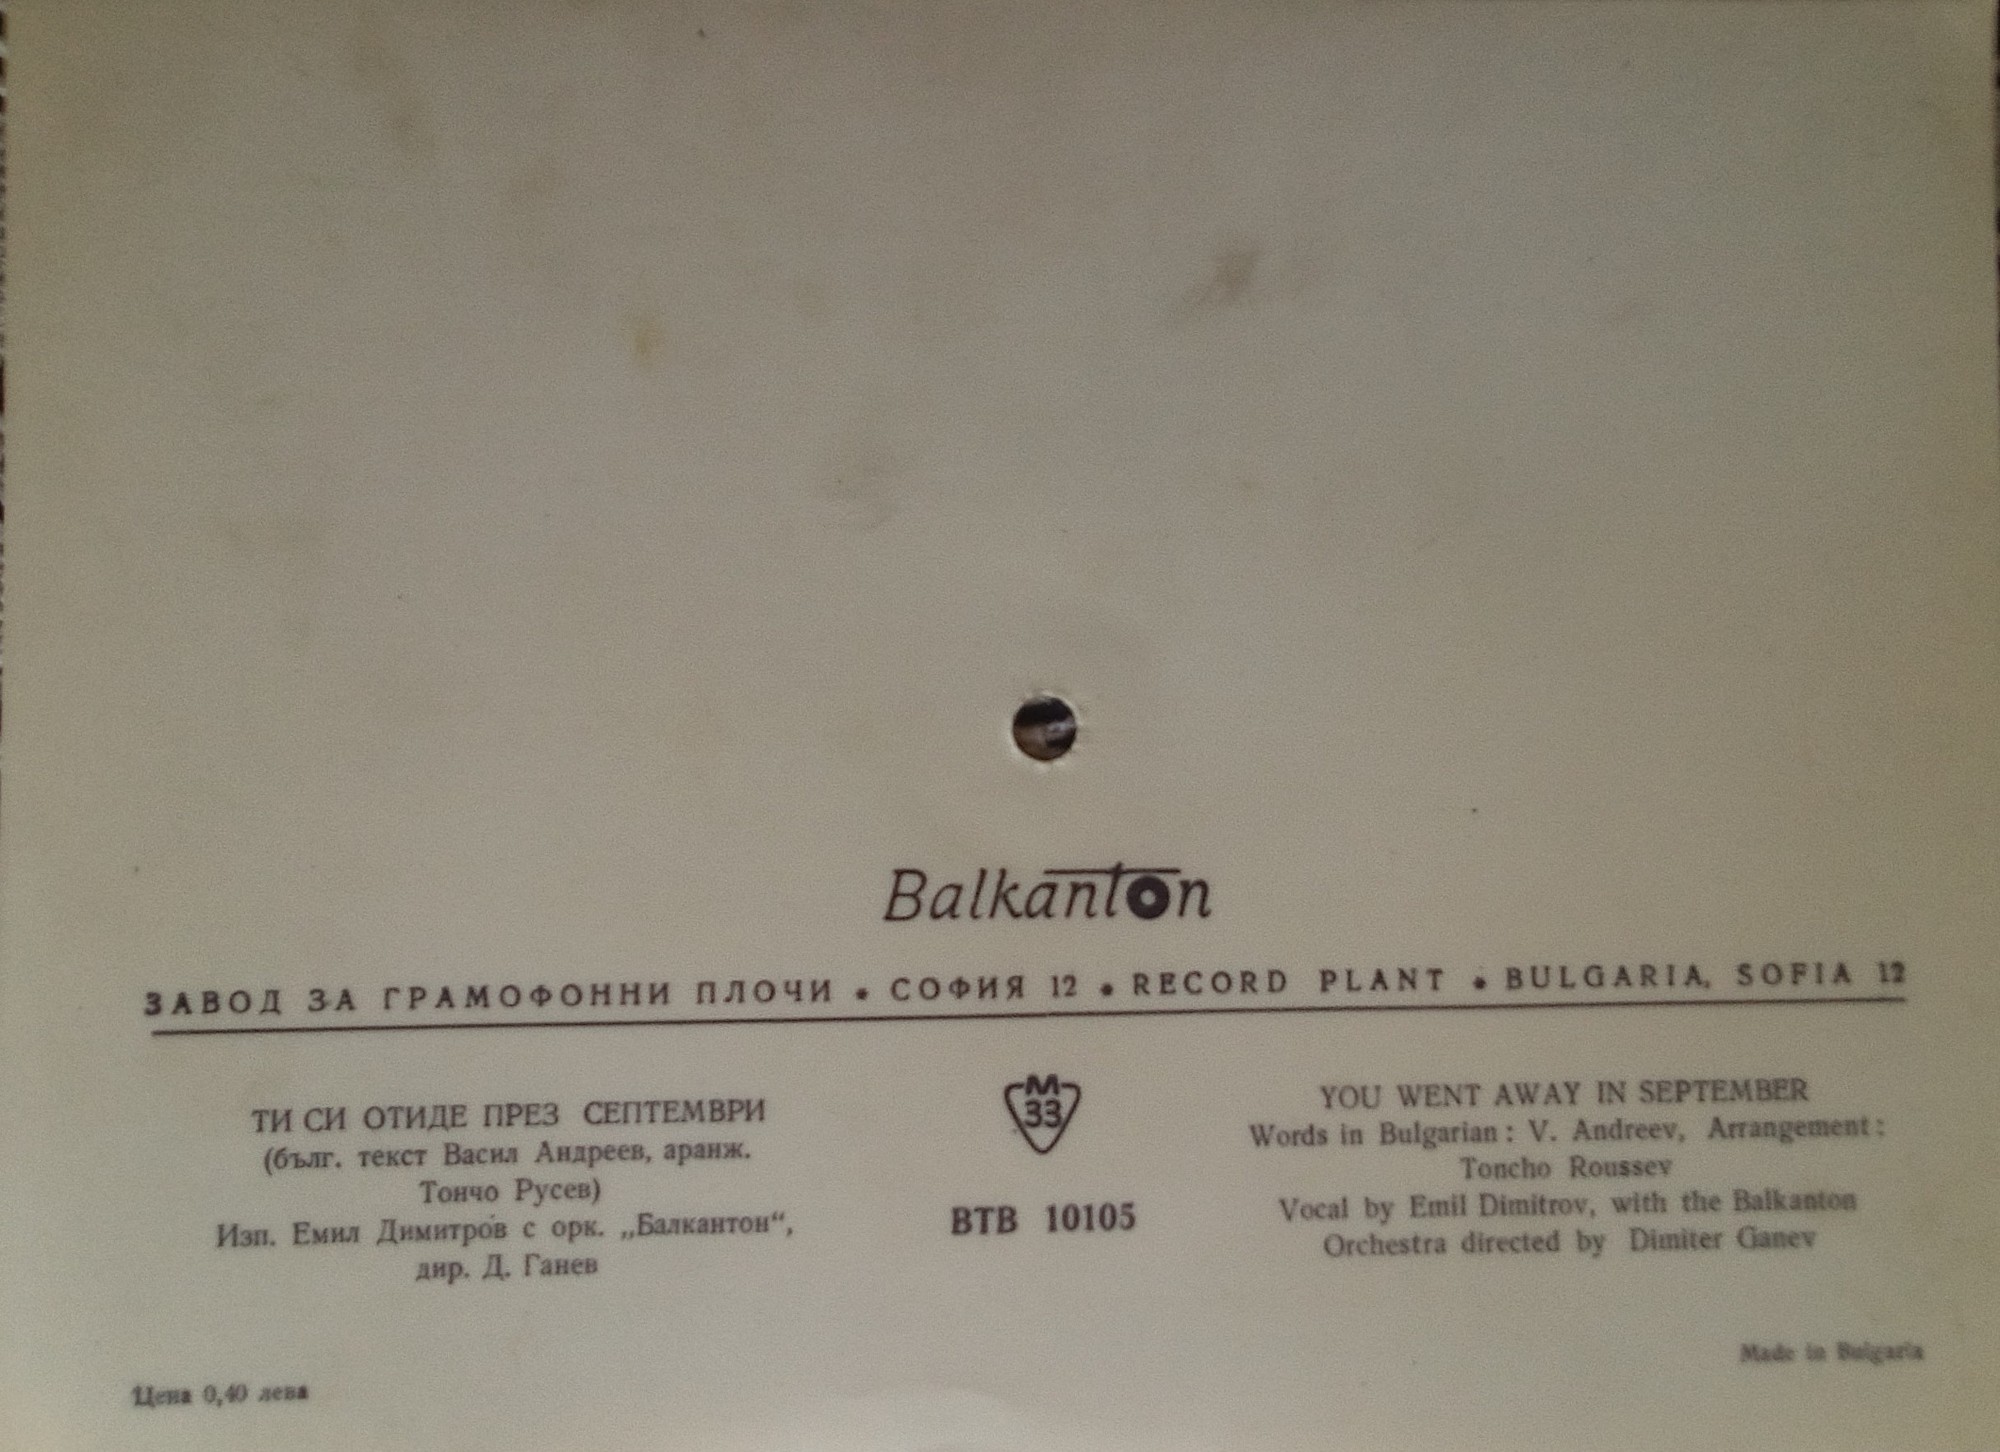 Balkanton
ЗАВОД ЗА ГРАМОФОННИ ПЛОЧИ • СОФИЯ 12 • RECORD PLANT • BULGARIA, SOFIA 12
ТИ СИ ОТИДЕ ПРЕЗ СЕПТЕМВРИ
(бълг. текст Васил Андреев, аранж.
Тончо Русев)
Изп. Емил Димитров с орк. „Балкантон“,
дир. Д. Ганев
М
33
ВТВ 10105
YOU WENT AWAY IN SEPTEMBER
Words in Bulgarian: V. Andreev, Arrangement:
Toncho Roussev
Vocal by Emil Dimitrov, with the Balkanton
Orchestra directed by Dimiter Ganev
Made in Bulgaria
Цена 0,40 лева